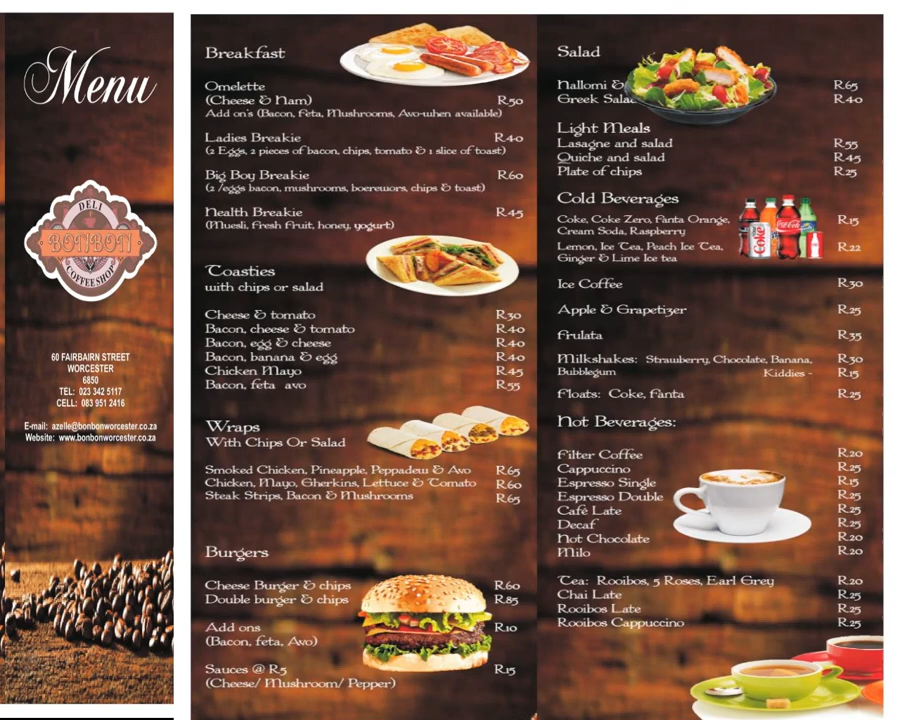 Menu
DELI
BONBON
COFFEE SHOP
60 FAIRBAIRN STREET
WORCESTER
6850
TEL: 023 342 5117
CELL: 083 951 2416
E-mail: azelle@bonbonworcester.co.za
Website: www.bonbonworcester.co.za
Breakfast
Omelette
(Cheese & Ham) R50
Add on's (Bacon, Feta, Mushrooms, Avo-when available)
Ladies Breakie R40
(2 Eggs, 2 pieces of bacon, chips, tomato & 1 slice of toast)
Big Boy Breakie R60
(2 /eggs bacon, mushrooms, boerewors, chips & toast)
Health Breakie R45
(Muesli, Fresh Fruit, honey, yogurt)
Toasties
with chips or salad
Cheese & tomato R30
Bacon, cheese & tomato R40
Bacon, egg & cheese R40
Bacon, banana & egg R40
Chicken Mayo R45
Bacon, feta avo R55
Wraps
With Chips Or Salad
Smoked Chicken, Pineapple, Peppadew & Avo R65
Chicken, Mayo, Gherkins, Lettuce & Tomato R60
Steak Strips, Bacon & Mushrooms R65
Burgers
Cheese Burger & chips R60
Double burger & chips R85
Add ons R10
(Bacon, feta, Avo)
Sauces @ R5 R15
(Cheese/ Mushroom/ Pepper)
Salad
Hallomi & R65
Greek Salad R40
Light Meals
Lasagne and salad R55
Quiche and salad R45
Plate of chips R25
Cold Beverages
Coke, Coke Zero, Fanta Orange, R15
Cream Soda, Raspberry
Lemon, Ice Tea, Peach Ice Tea, R22
Ginger & Lime Ice tea
Ice Coffee R30
Apple & Grapetizer R25
Frulata R35
Milkshakes: Strawberry, Chocolate, Banana, R30
Bubblegum Kiddies - R15
Floats: Coke, Fanta R25
Hot Beverages:
Filter Coffee R20
Cappuccino R25
Espresso Single R15
Espresso Double R25
Cafè Late R25
Decaf R25
Hot Chocolate R20
Milo R20
Tea: Rooibos, 5 Roses, Earl Grey R20
Chai Late R25
Rooibos Late R25
Rooibos Cappuccino R25